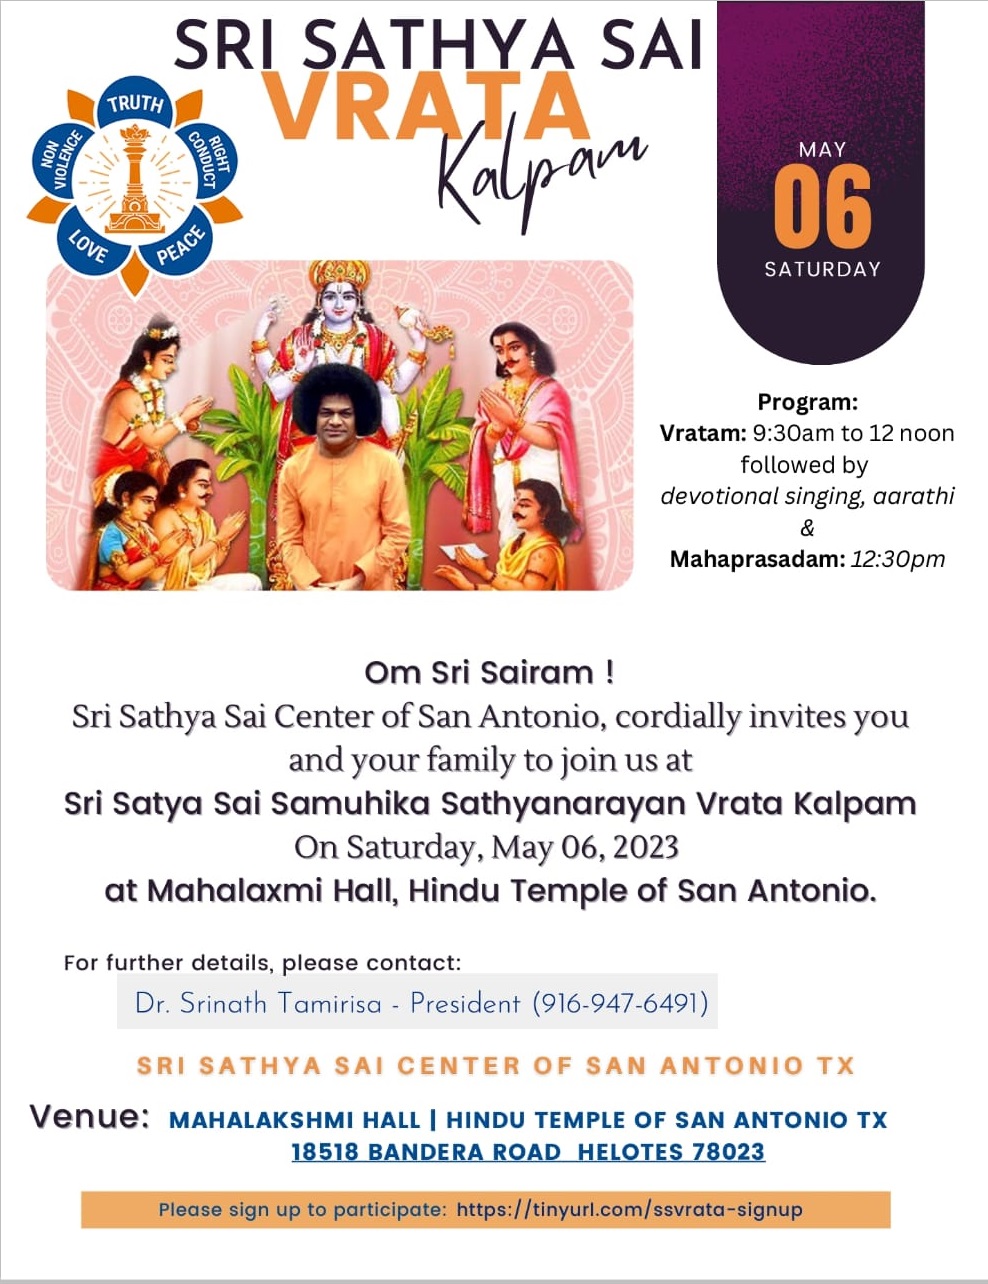 SRI SATHYA SAI
VRATA
Kalpam
TRUTH
NON
VIOLENCE
RIGHT
CONDUCT
LOVE
PEACE
MAY
06
SATURDAY
Program:
Vratam: 9:30am to 12 noon
followed by
devotional singing, aarathi
&
Mahaprasadam: 12:30pm
Om Sri Sairam !
Sri Sathya Sai Center of San Antonio, cordially invites you
and your family to join us at
Sri Satya Sai Samuhika Sathyanarayan Vrata Kalpam
On Saturday, May 06, 2023
at Mahalaxmi Hall, Hindu Temple of San Antonio.
For further details, please contact:
Dr. Srinath Tamirisa - President (916-947-6491)
SRI SATHYA SAI CENTER OF SAN ANTONIO TX
Venue: MAHALAKSHMI HALL | HINDU TEMPLE OF SAN ANTONIO TX
18518 BANDERA ROAD HELOTES 78023
Please sign up to participate: https://tinyurl.com/ssvrata-signup